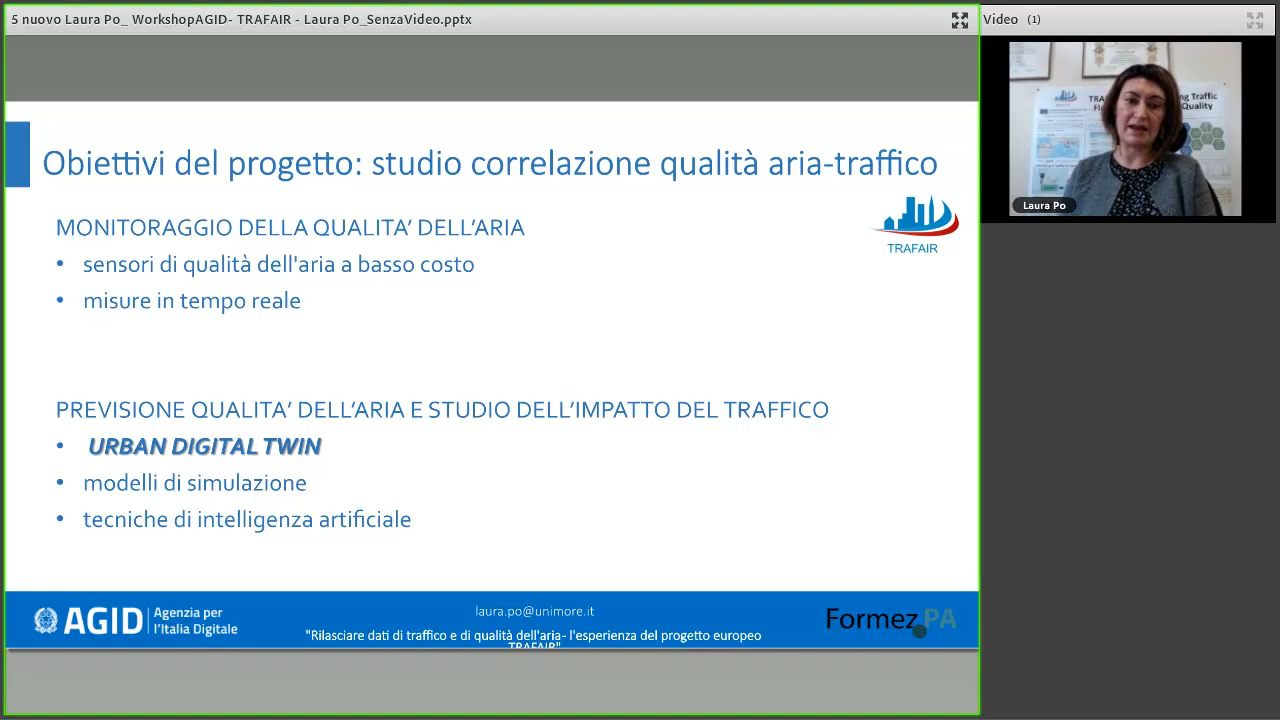 5 nuovo Laura Po_ WorkshopAGID- TRAFAIR - Laura Po_SenzaVideo.pptx
Video (1)
Obiettivi del progetto: studio correlazione qualità aria-traffico
MONITORAGGIO DELLA QUALITA’ DELL’ARIA
• sensori di qualità dell'aria a basso costo
• misure in tempo reale
TRAFAIR
PREVISIONE QUALITA’ DELL’ARIA E STUDIO DELL’IMPATTO DEL TRAFFICO
• URBAN DIGITAL TWIN
• modelli di simulazione
• tecniche di intelligenza artificiale
AGID Agenzia per
l'Italia Digitale
laura.po@unimore.it
"Rilasciare dati di traffico e di qualità dell'aria- l'esperienza del progetto europeo
TRAFAIR"
Formez PA
Traffic
Quality
Laura Po